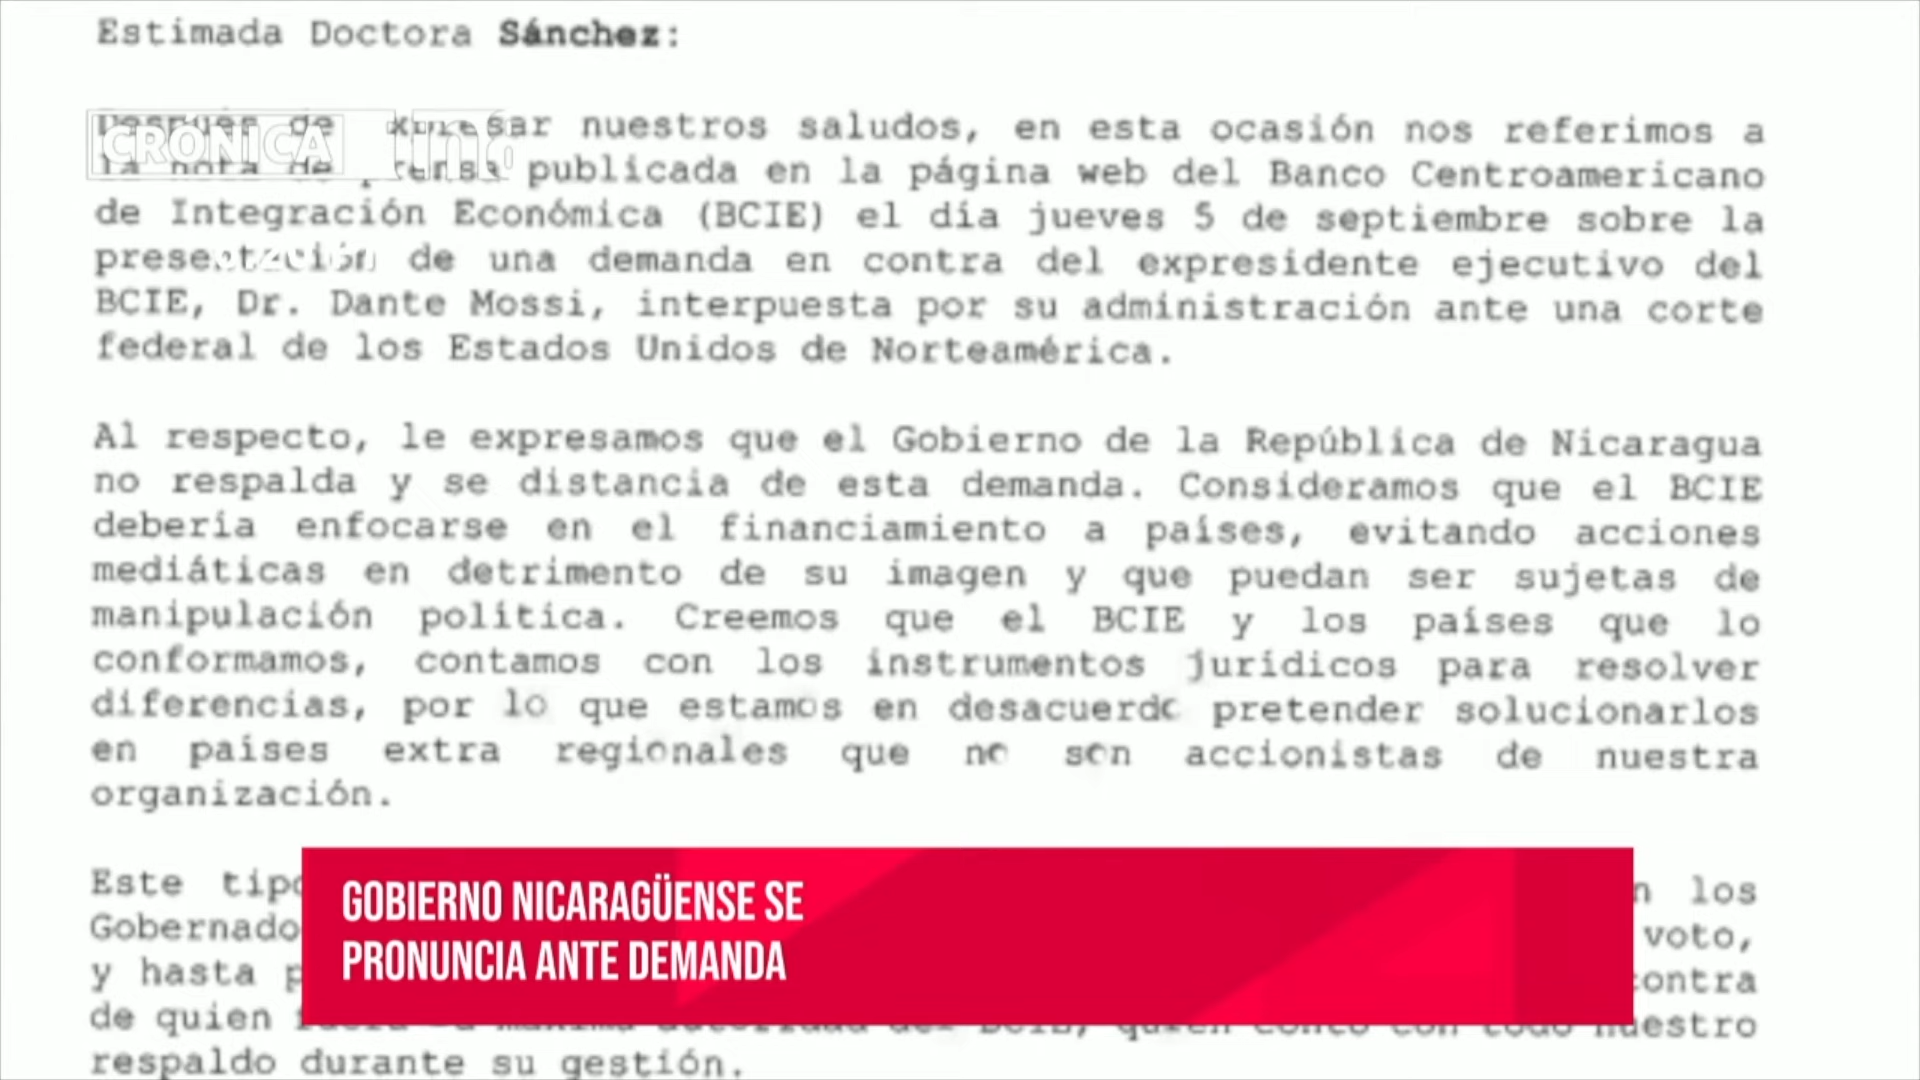 Estimada Doctora Sánchez:
CRÓNICA
nuestros saludos, en esta ocasión nos referimos a
la nota de prensa publicada en la página web del Banco Centroamericano
de Integración Económica (BCIE) el día jueves 5 de septiembre sobre la
presentación de una demanda en contra del expresidente ejecutivo del
BCIE, Dr. Dante Mossi, interpuesta por su administración ante una corte
federal de los Estados Unidos de Norteamérica.
Al respecto, le expresamos que el Gobierno de la República de Nicaragua
no respalda y se distancia de esta demanda. Consideramos que el BCIE
debería enfocarse en el financiamiento a países, evitando acciones
mediáticas en detrimento de su imagen y que puedan ser sujetas de
manipulación política. Creemos que el BCIE y los países que lo
conformamos, contamos con los instrumentos jurídicos para resolver
diferencias, por lo que estamos en desacuerdo pretender solucionarlos
en países extra regionales que no son accionistas de nuestra
organización.
Este los
voto,
y hasta
de quien
respaldo durante su gestión.
GOBIERNO NICARAGÜENSE SE
PRONUNCIA ANTE DEMANDA